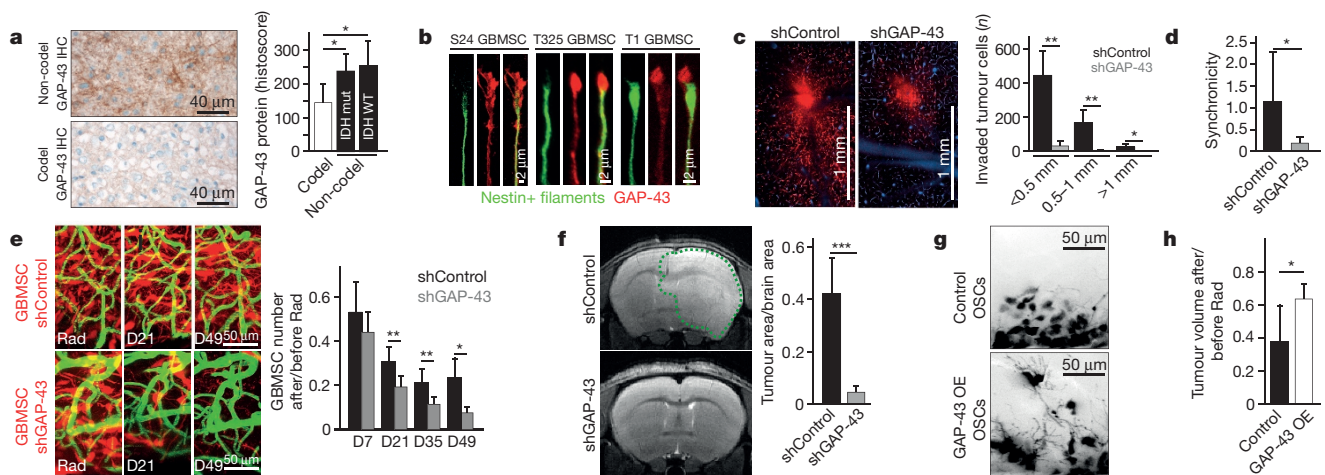 a
Non-codel
GAP-43 IHC
40 µm
Codel
GAP-43 IHC
40 µm
GAP-43 protein (histoscore)
300
250
200
150
100
50
0
*
*
IDH mut
IDH WT
Codel
Non-codel
b
S24 GBMSC
T325 GBMSC
T1 GBMSC
2 µm
12 µm
12 µm
Nestin+ filaments
GAP-43
c
shControl
shGAP-43
1 mm
1 mm
Invaded tumour cells (n)
600
400
200
0
**
**
*
shControl
shGAP-43
<0.5 mm
0.5–1 mm
>1 mm
d
Synchronicity
2.5
2.0
1.5
1.0
0.5
0
*
shControl
shGAP-43
e
GBMSC
shControl
Rad
D21
D49
50 µm
GBMSC
shGAP-43
Rad
D21
D49
50 µm
GBMSC number
after/before Rad
0.6
0.4
0.2
0
shControl
shGAP-43
**
**
*
D7
D21
D35
D49
f
shControl
shGAP-43
Tumour area/brain area
0.6
0.4
0.2
0
***
shControl
shGAP-43
g
Control
OSCs
50 µm
GAP-43 OE
OSCs
50 µm
h
Tumour volume after/
before Rad
0.8
0.6
0.4
0.2
0
*
Control
GAP-43 OE